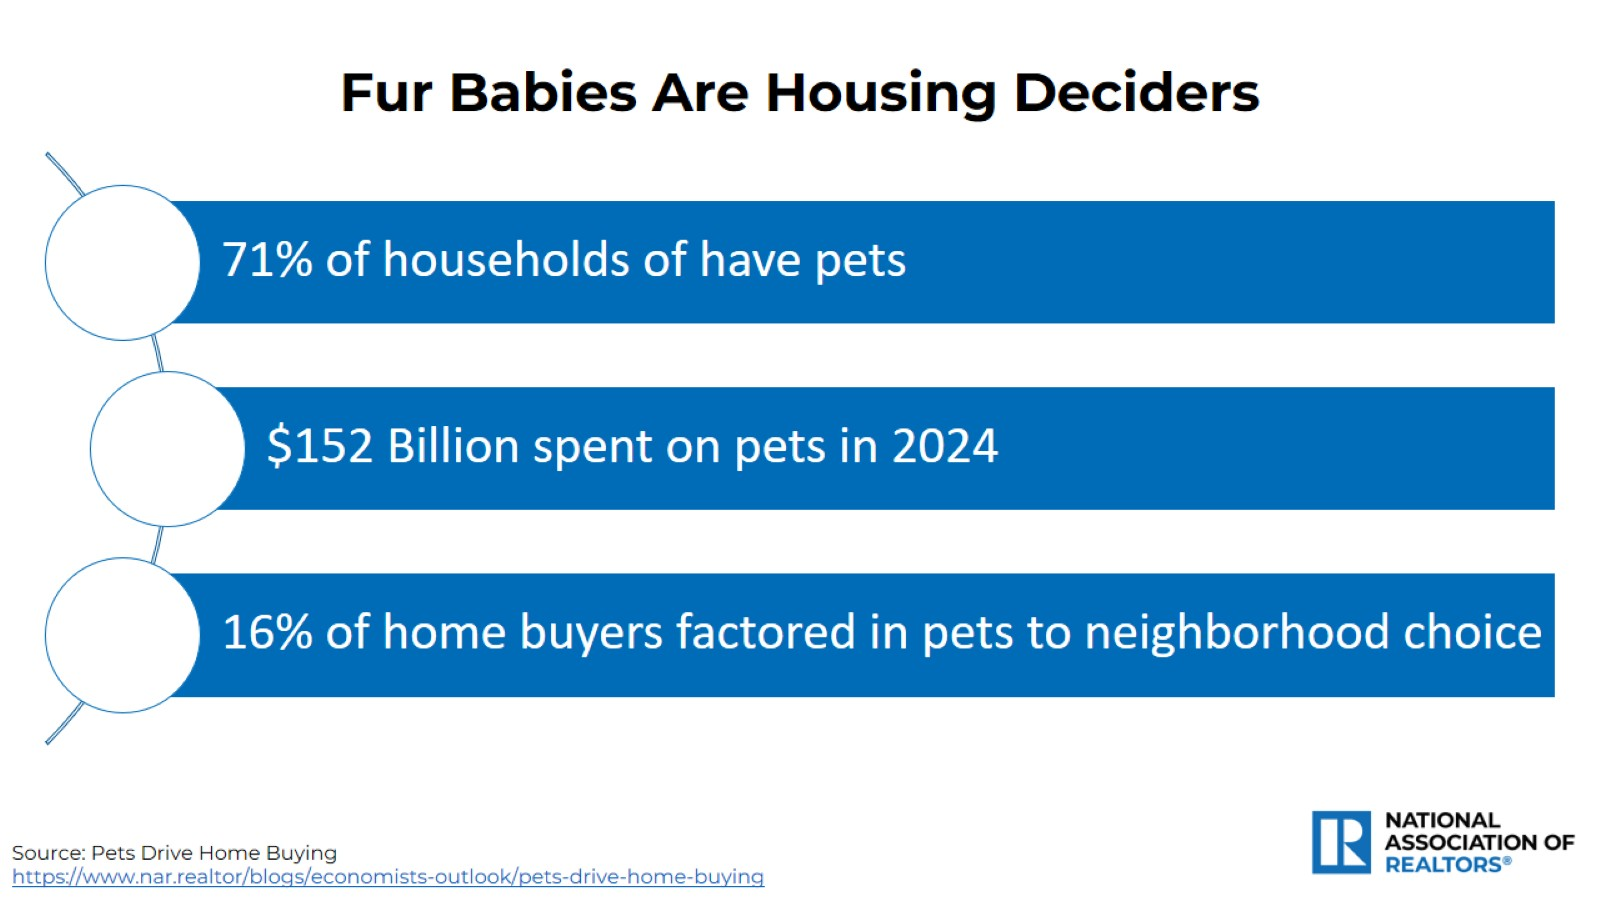 Fur Babies Are Housing Deciders
71% of households of have pets
$152 Billion spent on pets in 2024
16% of home buyers factored in pets to neighborhood choice
Source: Pets Drive Home Buying
https://www.nar.realtor/blogs/economists-outlook/pets-drive-home-buying
NATIONAL
ASSOCIATION OF
REALTORS®